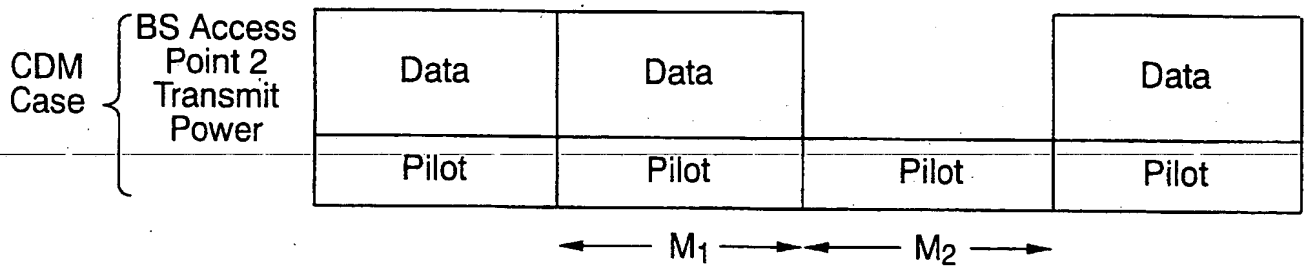 CDM
Case
BS Access
Point 2
Transmit
Power
Data
Data
Data
Pilot
Pilot
Pilot
Pilot
M1
M2